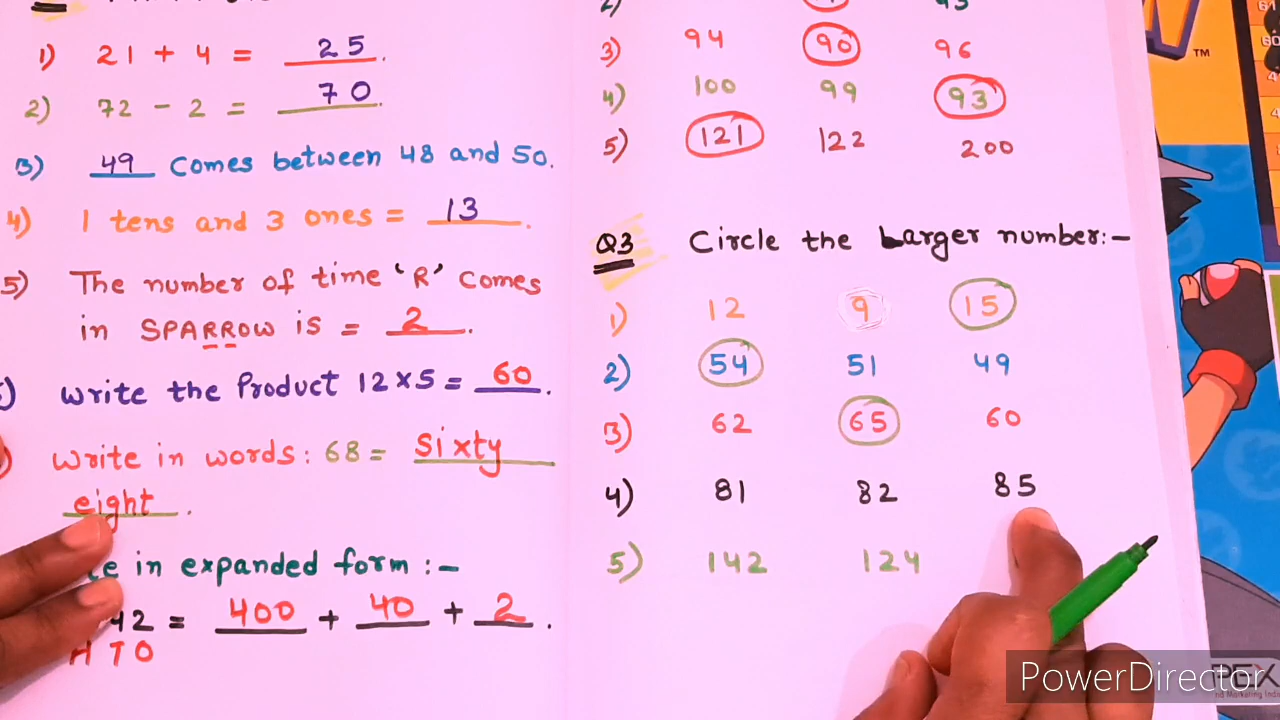 1) 21 + 4 = 25.
2) 72 - 2 = 70.
3) 49 Comes between 48 and 50.
4) 1 tens and 3 ones = 13.
5) The number of time 'R' Comes
in SPARROW is = 2.
) Write the Product 12×5 = 60.
Write in words: 68 = Sixty
eight.
in expanded form :-
42 = 400 + 40 + 2.
H T O
3) 94 90 96
4) 100 99 93
5) 121 122 200
Q3 Circle the Larger number:-
1) 12 9 15
2) 54 51 49
3) 62 65 60
4) 81 82 85
5) 142 124
TM
PowerDirector